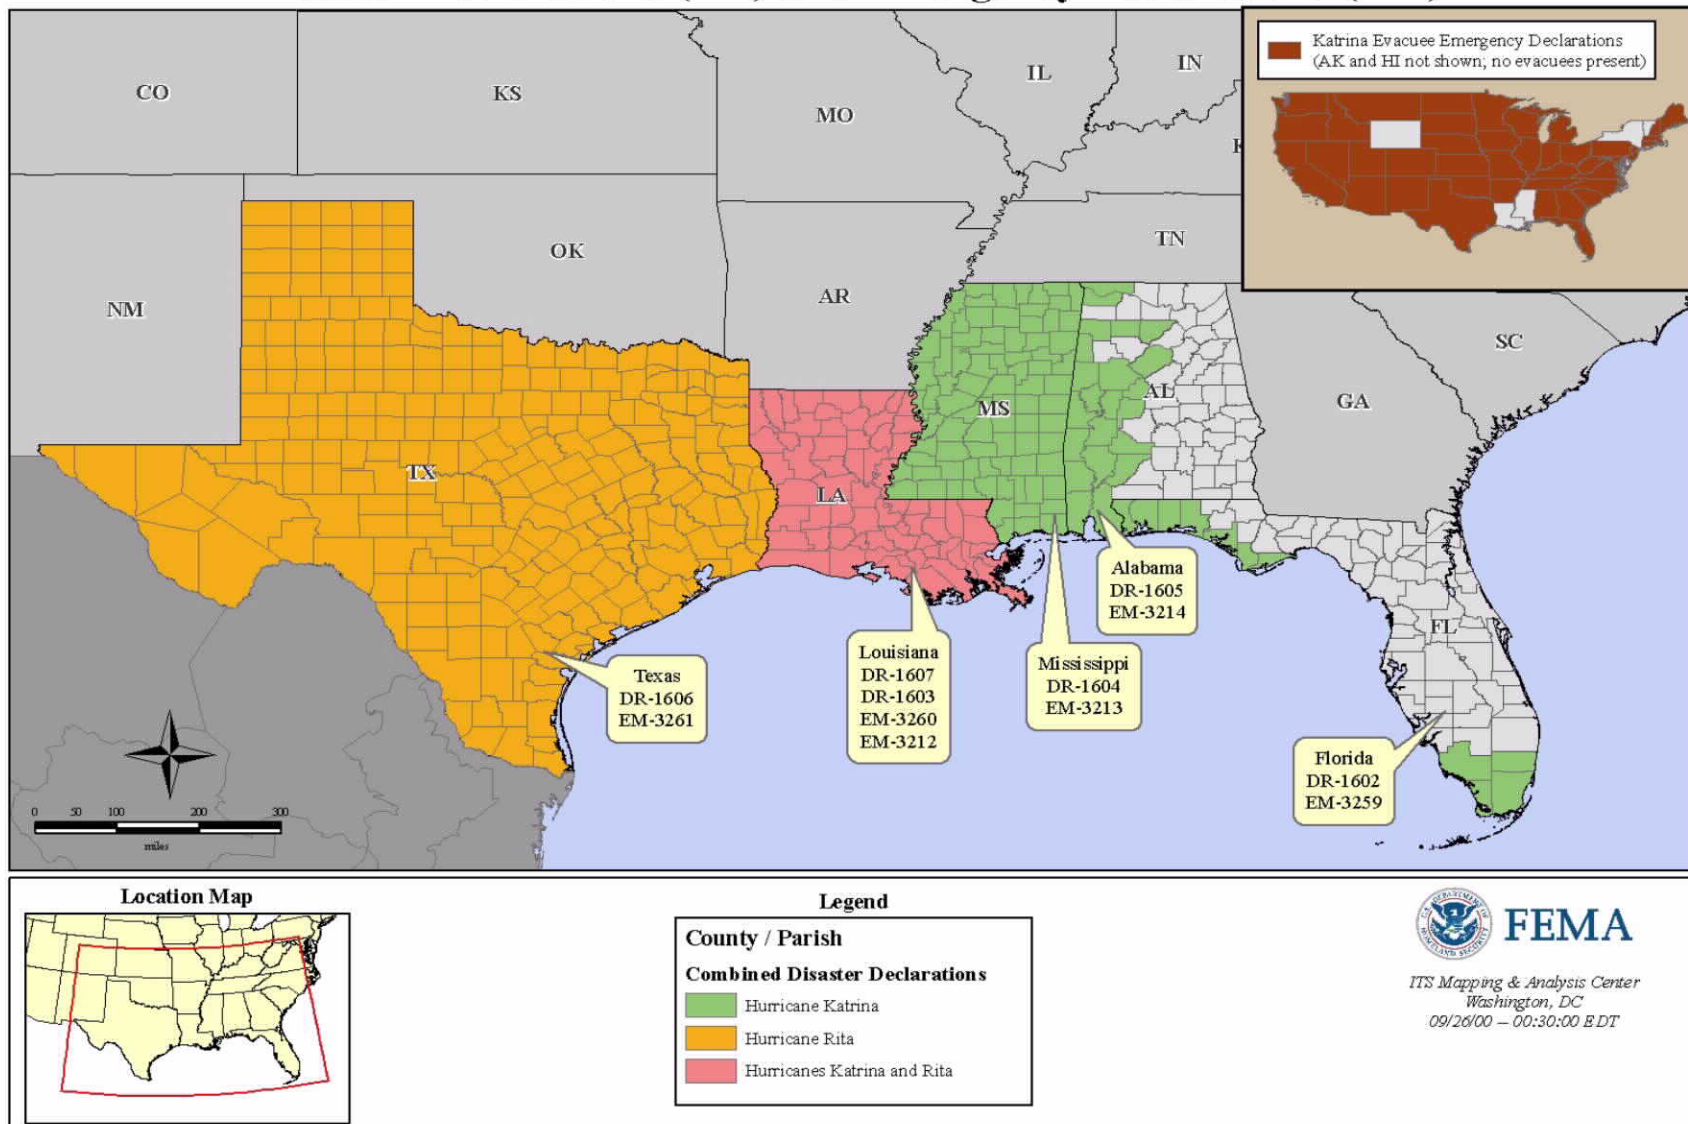 Katrina Evacuee Emergency Declarations
(AK and HI not shown; no evacuees present)
CO
KS
MO
IL
IN
K
NM
OK
AR
TN
SC
TX
LA
MS
AL
GA
FL
Alabama
DR-1605
EM-3214
Louisiana
DR-1607
DR-1603
EM-3260
EM-3212
Mississippi
DR-1604
EM-3213
Texas
DR-1606
EM-3261
Florida
DR-1602
EM-3259
0 50 100 200 300
miles
Location Map
Legend
County / Parish
Combined Disaster Declarations
Hurricane Katrina
Hurricane Rita
Hurricanes Katrina and Rita
U.S. DEPARTMENT OF HOMELAND SECURITY
FEMA
ITS Mapping & Analysis Center
Washington, DC
09/26/00 – 00:30:00 EDT